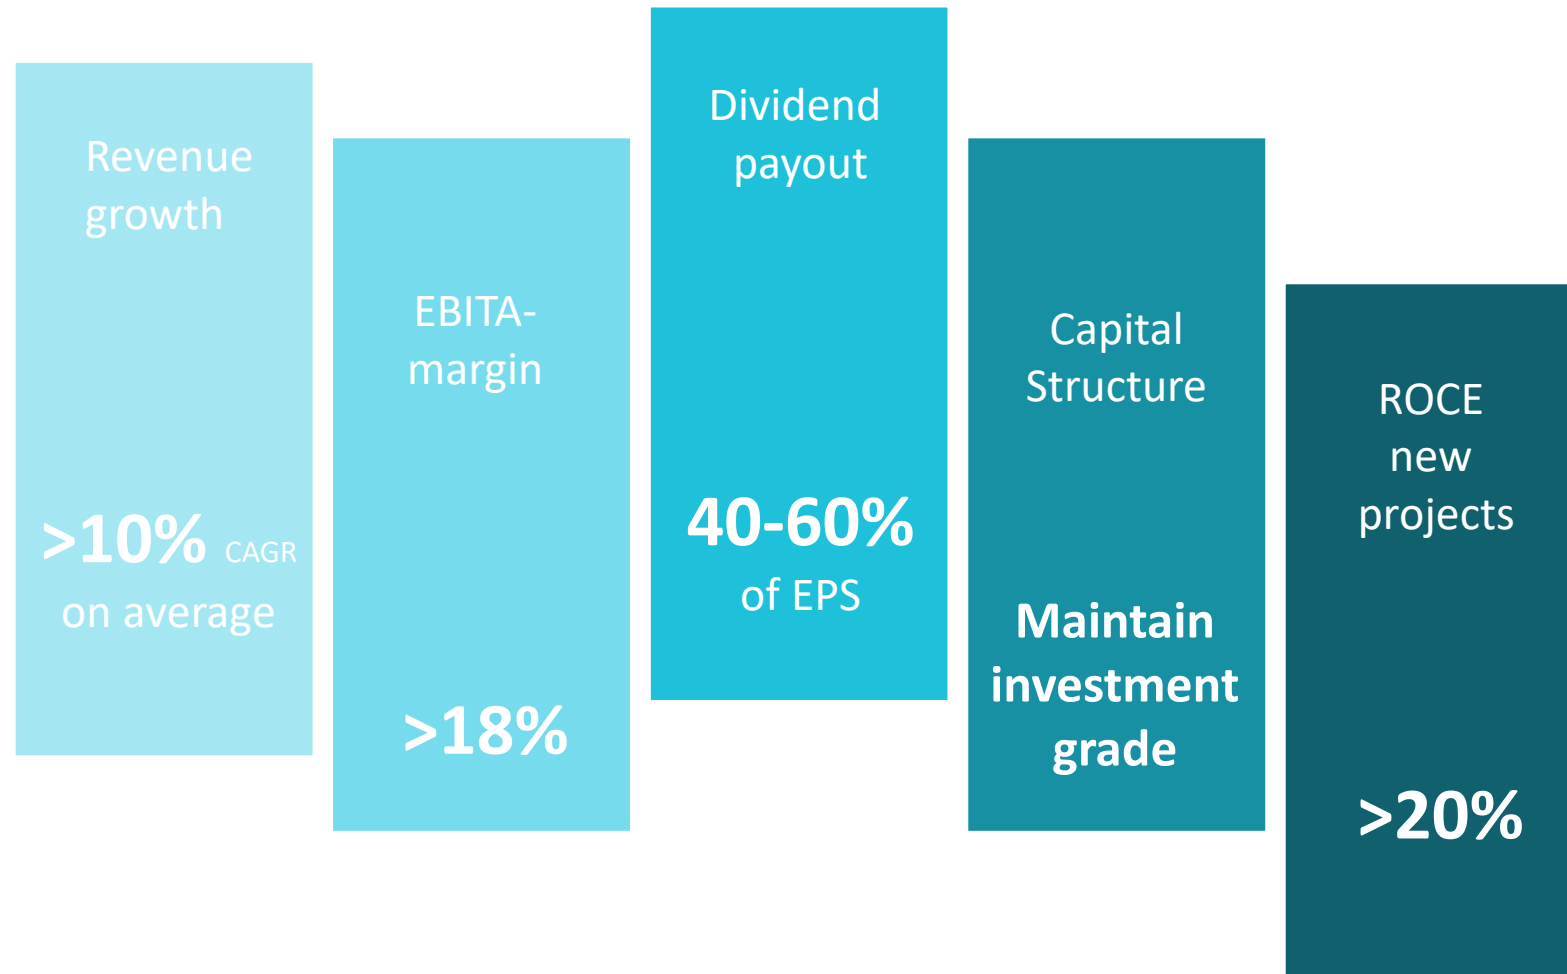 Revenue
growth
>10% CAGR
on average
EBITA-
margin
>18%
Dividend
payout
40-60%
of EPS
Capital
Structure
Maintain
investment
grade
ROCE
new
projects
>20%